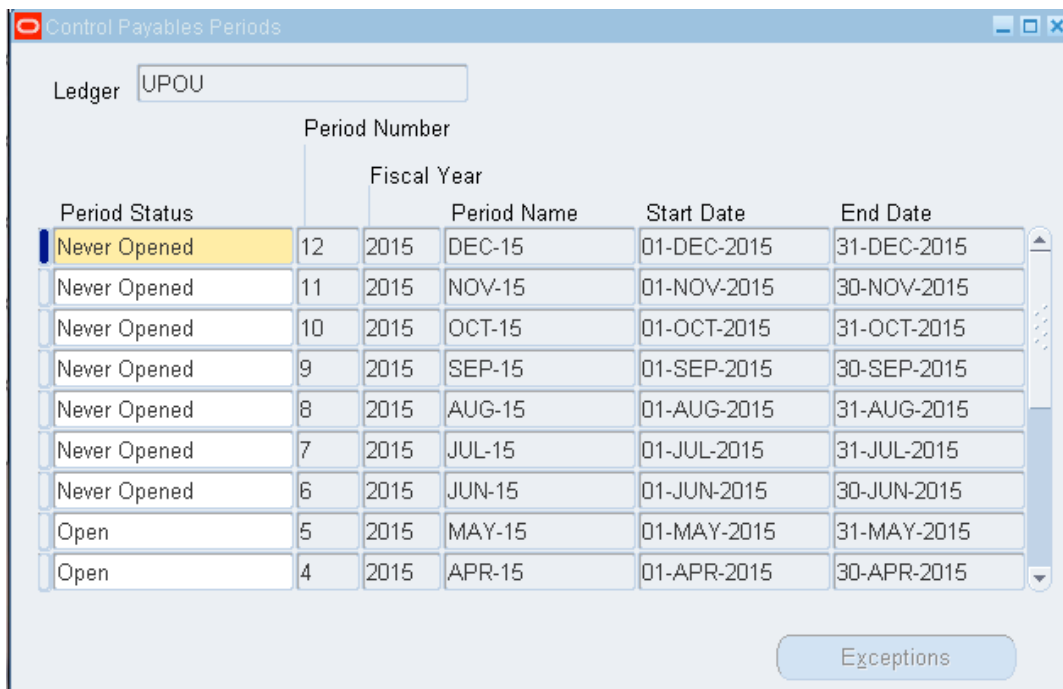 Control Payables Periods
Ledger UPOU
Period Number
Fiscal Year
Period Status Period Name Start Date End Date
Never Opened 12 2015 DEC-15 01-DEC-2015 31-DEC-2015
Never Opened 11 2015 NOV-15 01-NOV-2015 30-NOV-2015
Never Opened 10 2015 OCT-15 01-OCT-2015 31-OCT-2015
Never Opened 9 2015 SEP-15 01-SEP-2015 30-SEP-2015
Never Opened 8 2015 AUG-15 01-AUG-2015 31-AUG-2015
Never Opened 7 2015 JUL-15 01-JUL-2015 31-JUL-2015
Never Opened 6 2015 JUN-15 01-JUN-2015 30-JUN-2015
Open 5 2015 MAY-15 01-MAY-2015 31-MAY-2015
Open 4 2015 APR-15 01-APR-2015 30-APR-2015
Exceptions